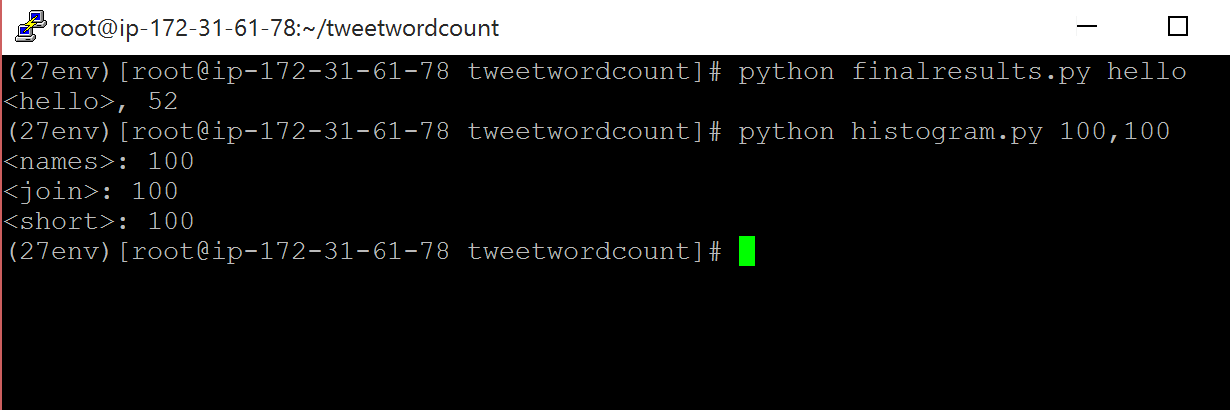 root@ip-172-31-61-78:~/tweetwordcount
(27env)[root@ip-172-31-61-78 tweetwordcount]# python finalresults.py hello
<hello>, 52
(27env)[root@ip-172-31-61-78 tweetwordcount]# python histogram.py 100,100
<names>: 100
<join>: 100
<short>: 100
(27env)[root@ip-172-31-61-78 tweetwordcount]#